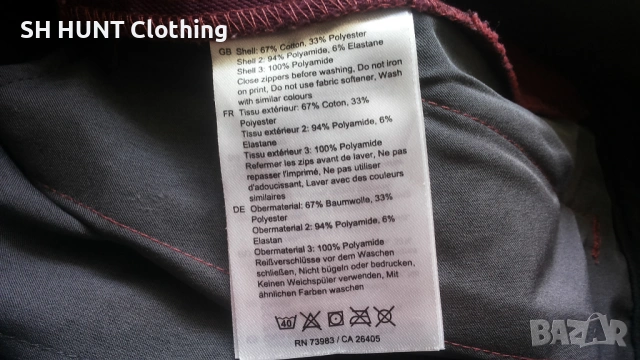 SH HUNT Clothing
GB Shell: 67% Cotton, 33% Polyester
Shell 2: 94% Polyamide, 6% Elastane
Shell 3: 100% Polyamide
Close zippers before washing, Do not iron
on print, Do not use fabric softener, Wash
with similar colours
FR Tissu extérieur: 67% Coton, 33%
Polyester
Tissu extérieur 2: 94% Polyamide, 6%
Elastane
Tissu extérieur 3: 100% Polyamide
Refermer les zips avant de laver, Ne pas
repasser l'imprimé, Ne pas utiliser
d'adoucissant, Laver avec des couleurs
similaires
DE Obermaterial: 67% Baumwolle, 33%
Polyester
Obermaterial 2: 94% Polyamide, 6%
Elastan
Obermaterial 3: 100% Polyamide
Reißverschlüsse vor dem Waschen
schließen, Nicht bügeln oder bedrucken,
Keinen Weichspüler verwenden, Mit
ähnlichen Farben waschen
40
RN 73983 / CA 26405
BAZAR